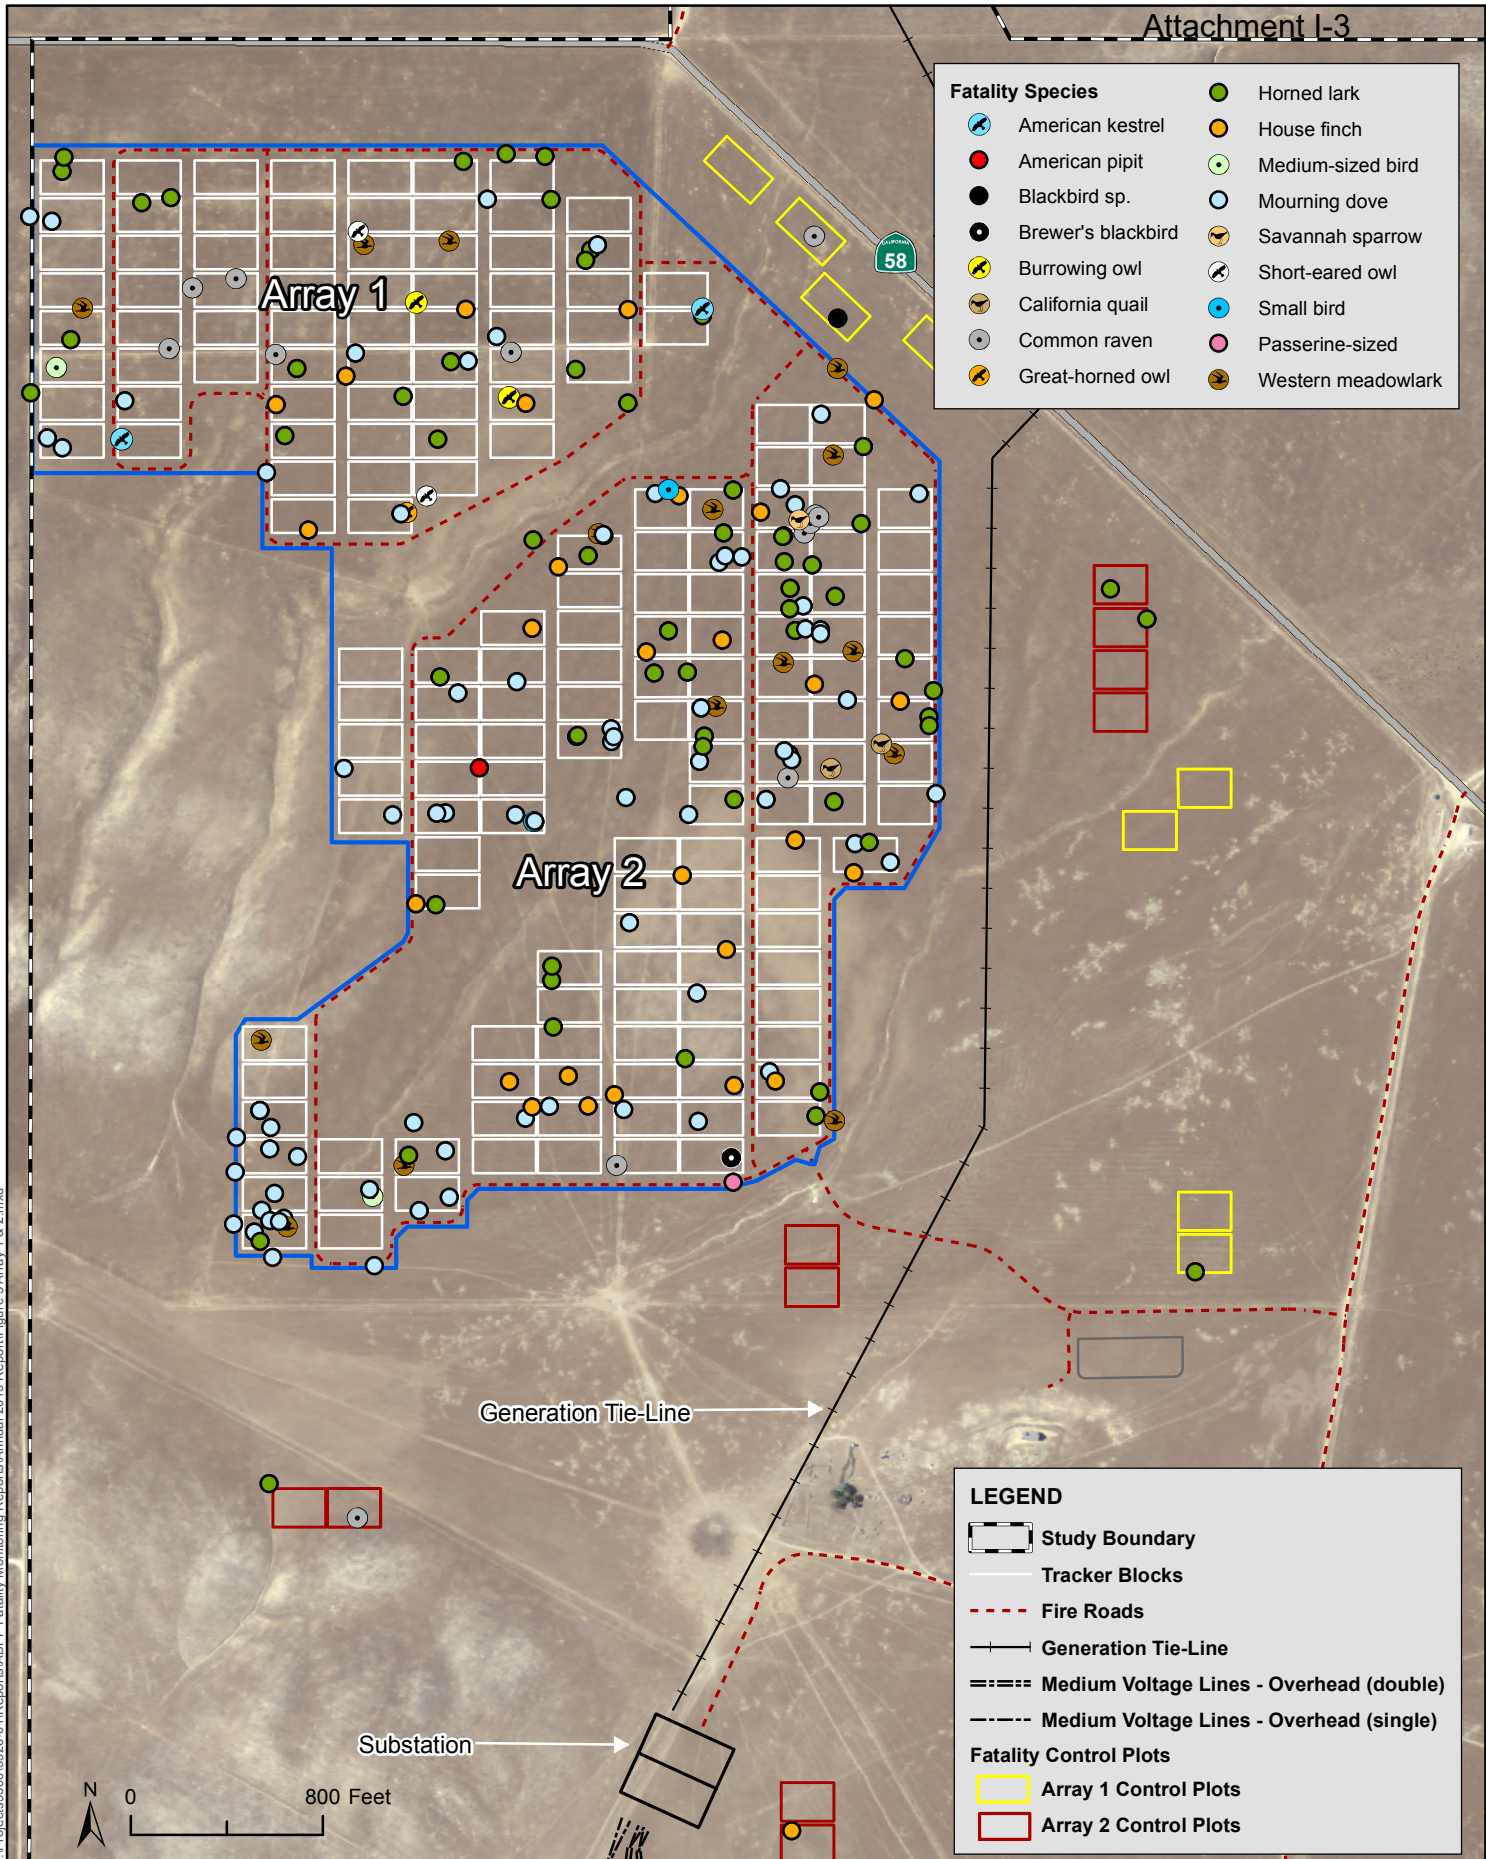 Attachment I-3
Fatality Species
American kestrel
American pipit
Blackbird sp.
Brewer's blackbird
Burrowing owl
California quail
Common raven
Great-horned owl
Horned lark
House finch
Medium-sized bird
Mourning dove
Savannah sparrow
Short-eared owl
Small bird
Passerine-sized
Western meadowlark
CALIFORNIA
58
Array 1
Array 2
Generation Tie-Line
Substation
N
0 800 Feet
LEGEND
Study Boundary
Tracker Blocks
Fire Roads
Generation Tie-Line
Medium Voltage Lines - Overhead (double)
Medium Voltage Lines - Overhead (single)
Fatality Control Plots
Array 1 Control Plots
Array 2 Control Plots